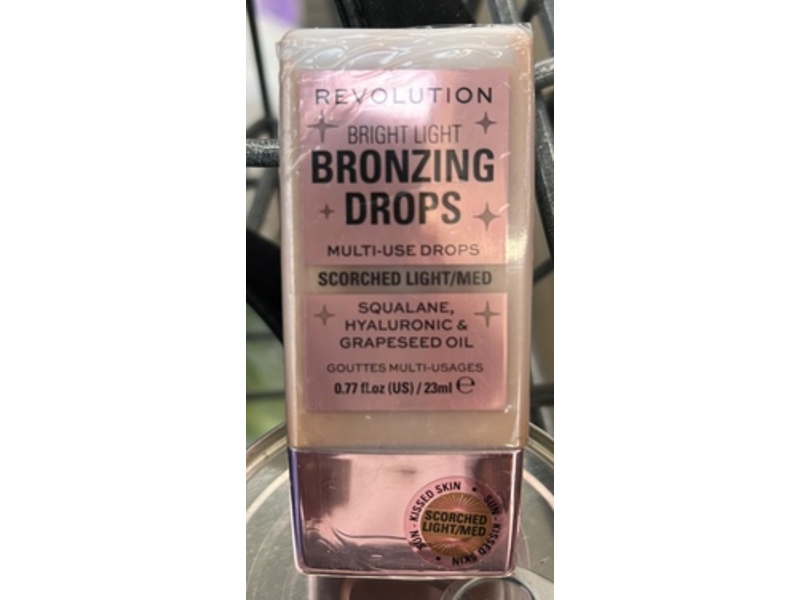 REVOLUTION
BRIGHT LIGHT
BRONZING
DROPS
MULTI-USE DROPS
SCORCHED LIGHT/MED
SQUALANE,
HYALURONIC &
GRAPESEED OIL
GOUTTES MULTI-USAGES
0.77 fl.oz (US) / 23ml ℮
SUN-KISSED SKIN • SUN-KISSED SKIN •
SCORCHED
LIGHT/MED